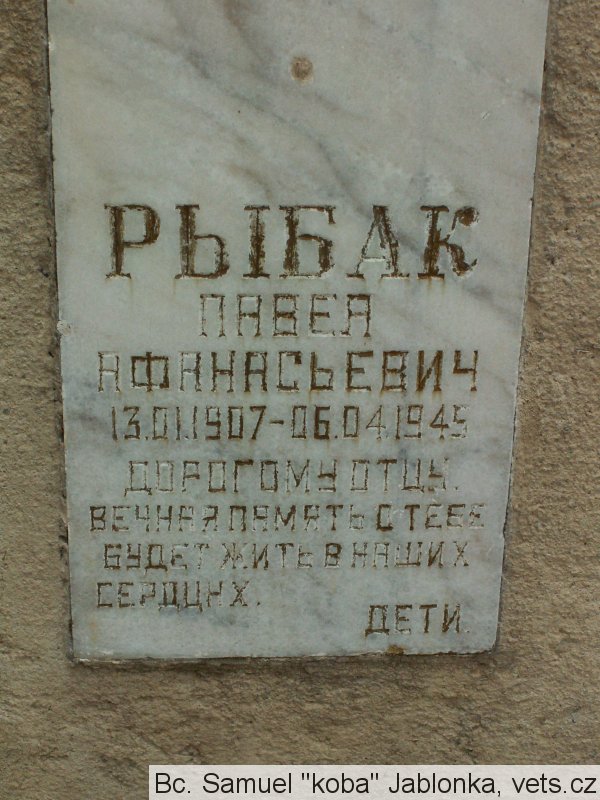 РЫБАК
ПАВЕЛ
АФАНАСЬЕВИЧ
13.01.1907-06.04.1945
ДОРОГОМУ ОТЦУ.
ВЕЧНАЯ ПАМЯТЬ О ТЕБЕ
БУДЕТ ЖИТЬ В НАШИХ
СЕРДЦАХ.
ДЕТИ.
Bc. Samuel "koba" Jablonka, vets.cz